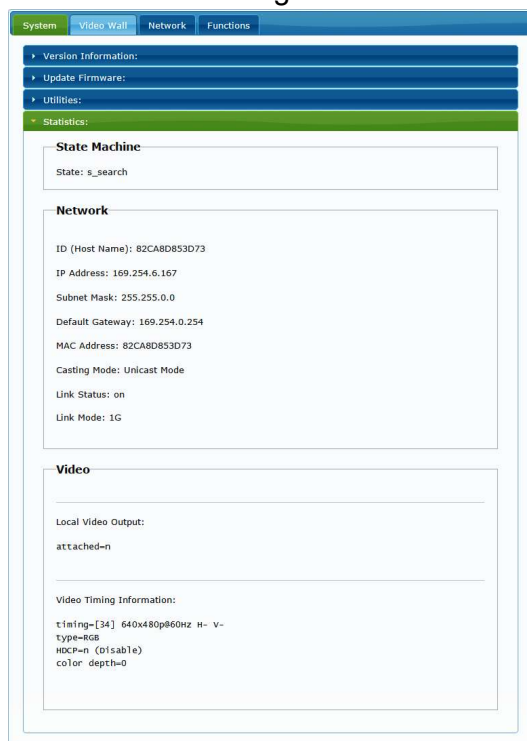 System Video Wall Network Functions
Version Information:
Update Firmware:
Utilities:
Statistics:
State Machine
State: s_search
Network
ID (Host Name): 82CA8D853D73
IP Address: 169.254.6.167
Subnet Mask: 255.255.0.0
Default Gateway: 169.254.0.254
MAC Address: 82CA8D853D73
Casting Mode: Unicast Mode
Link Status: on
Link Mode: 1G
Video
Local Video Output:
attached=n
Video Timing Information:
timing=[34] 640x480p@60Hz H- V-
type=RGB
HDCP=n (Disable)
color depth=0